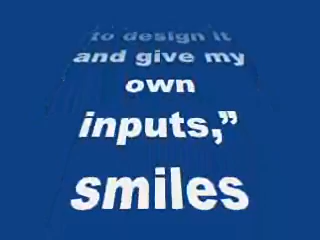 to design it
and give my
own
inputs,”
smiles